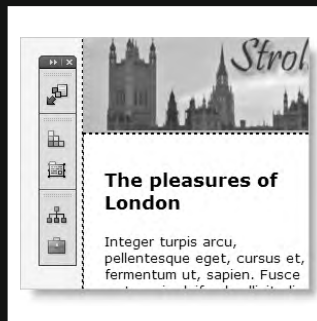 Strol
The pleasures of
London
Integer turpis arcu,
pellentesque eget, cursus et,
fermentum ut, sapien. Fusce